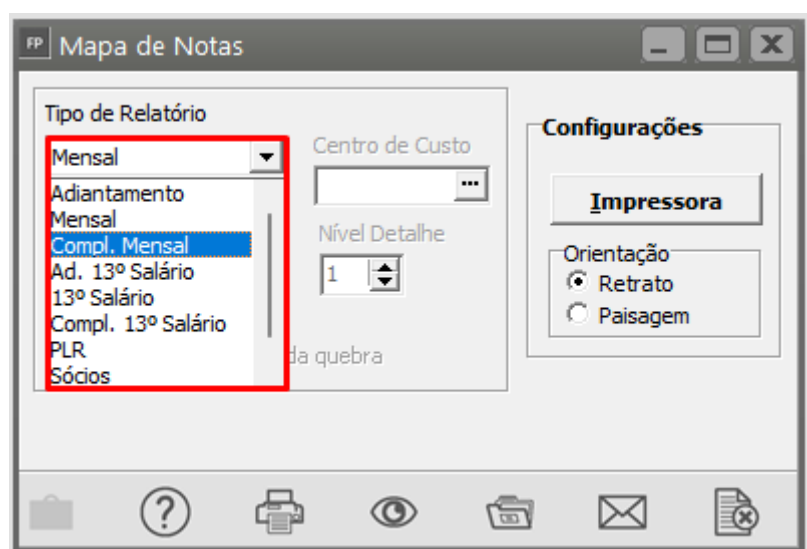 FP Mapa de Notas
Tipo de Relatório
Mensal
Adiantamento
Mensal
Compl. Mensal
Ad. 13º Salário
13º Salário
Compl. 13º Salário
PLR
Sócios
Centro de Custo
...
Nível Detalhe
1
da quebra
Configurações
Impressora
Orientação
Retrato
Paisagem